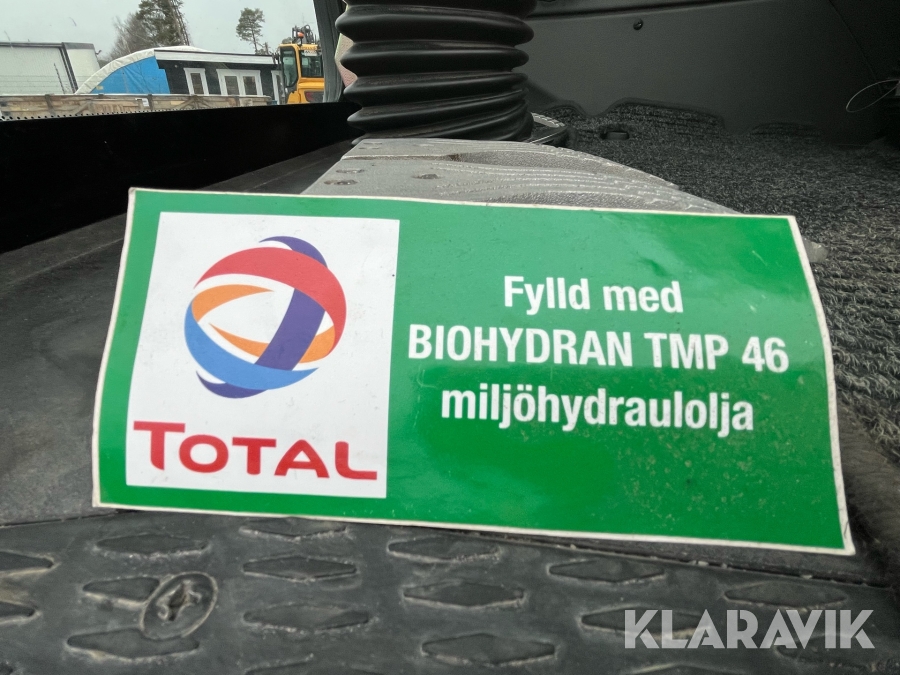 TOTAL
Fylld med
BIOHYDRAN TMP 46
miljöhydraulolja
KLARAVIK